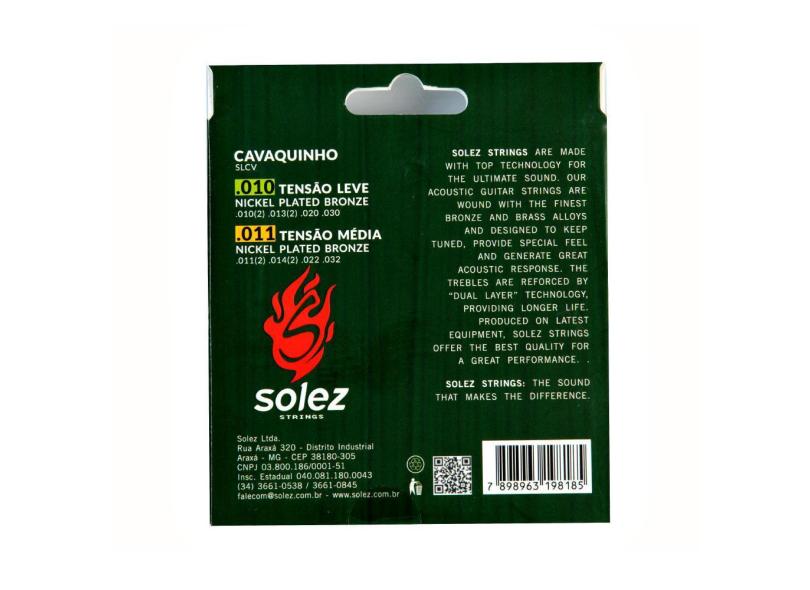 CAVAQUINHO
SLCV
.010 TENSÃO LEVE
NICKEL PLATED BRONZE
.010(2) .013(2) .020 .030
.011 TENSÃO MÉDIA
NICKEL PLATED BRONZE
.011(2) .014(2) .022 .032
solez
STRINGS
Solez Ltda.
Rua Araxá 320 - Distrito Industrial
Araxá - MG - CEP 38180-305
CNPJ 03.800.186/0001-51
Insc. Estadual 040.081.180.0043
(34) 3661-0538 / 3661-0845
falecom@solez.com.br - www.solez.com.br
SOLEZ STRINGS ARE MADE
WITH TOP TECHNOLOGY FOR
THE ULTIMATE SOUND. OUR
ACOUSTIC GUITAR STRINGS ARE
WOUND WITH THE FINEST
BRONZE AND BRASS ALLOYS
AND DESIGNED TO KEEP
TUNED, PROVIDE SPECIAL FEEL
AND GENERATE GREAT
ACOUSTIC RESPONSE. THE
TREBLES ARE REFORCED BY
“DUAL LAYER” TECHNOLOGY,
PROVIDING LONGER LIFE.
PRODUCED ON LATEST
EQUIPMENT, SOLEZ STRINGS
OFFER THE BEST QUALITY FOR
A GREAT PERFORMANCE. .
SOLEZ STRINGS: THE SOUND
THAT MAKES THE DIFFERENCE.
7 898963 198185